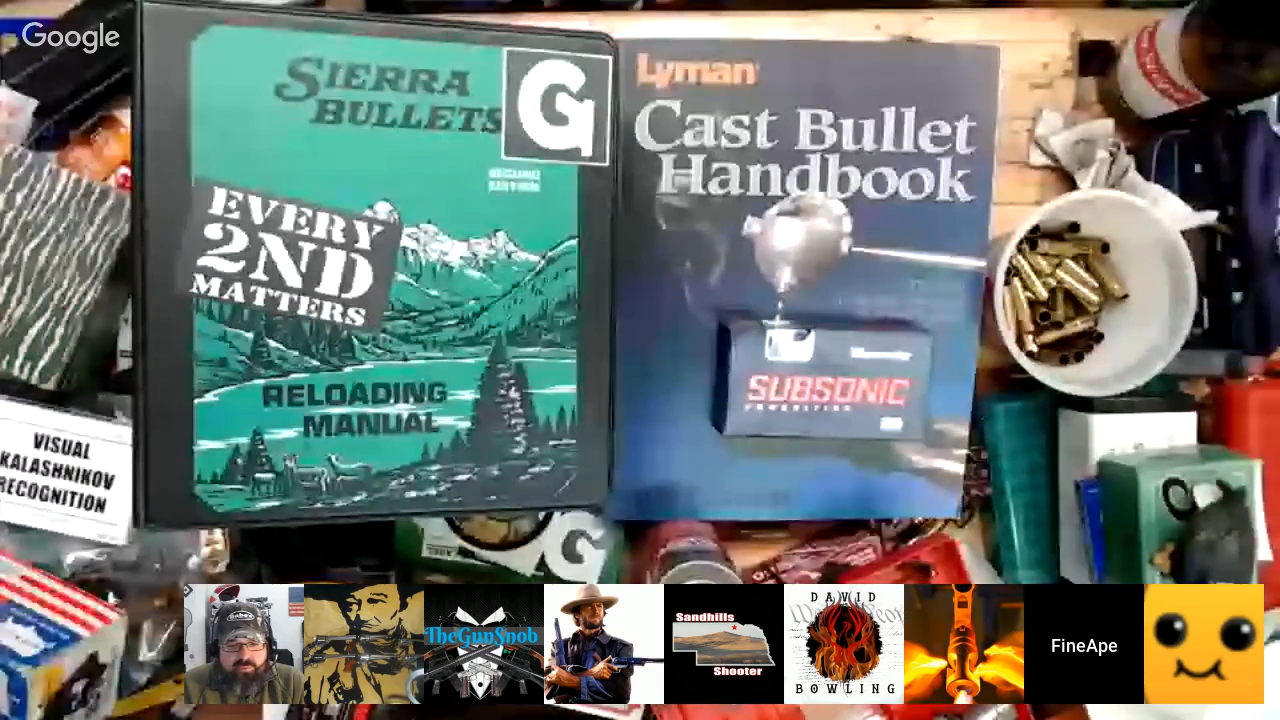 Google
SIERRA
BULLETS
G
EVERY
2ND
MATTERS
RELOADING
MANUAL
Lyman
Cast Bullet
Handbook
SUBSONIC
VISUAL
KALASHNIKOV
RECOGNITION
G
TheGunSnob
Sandhills
Shooter
DAVID
BOWLING
FineApe